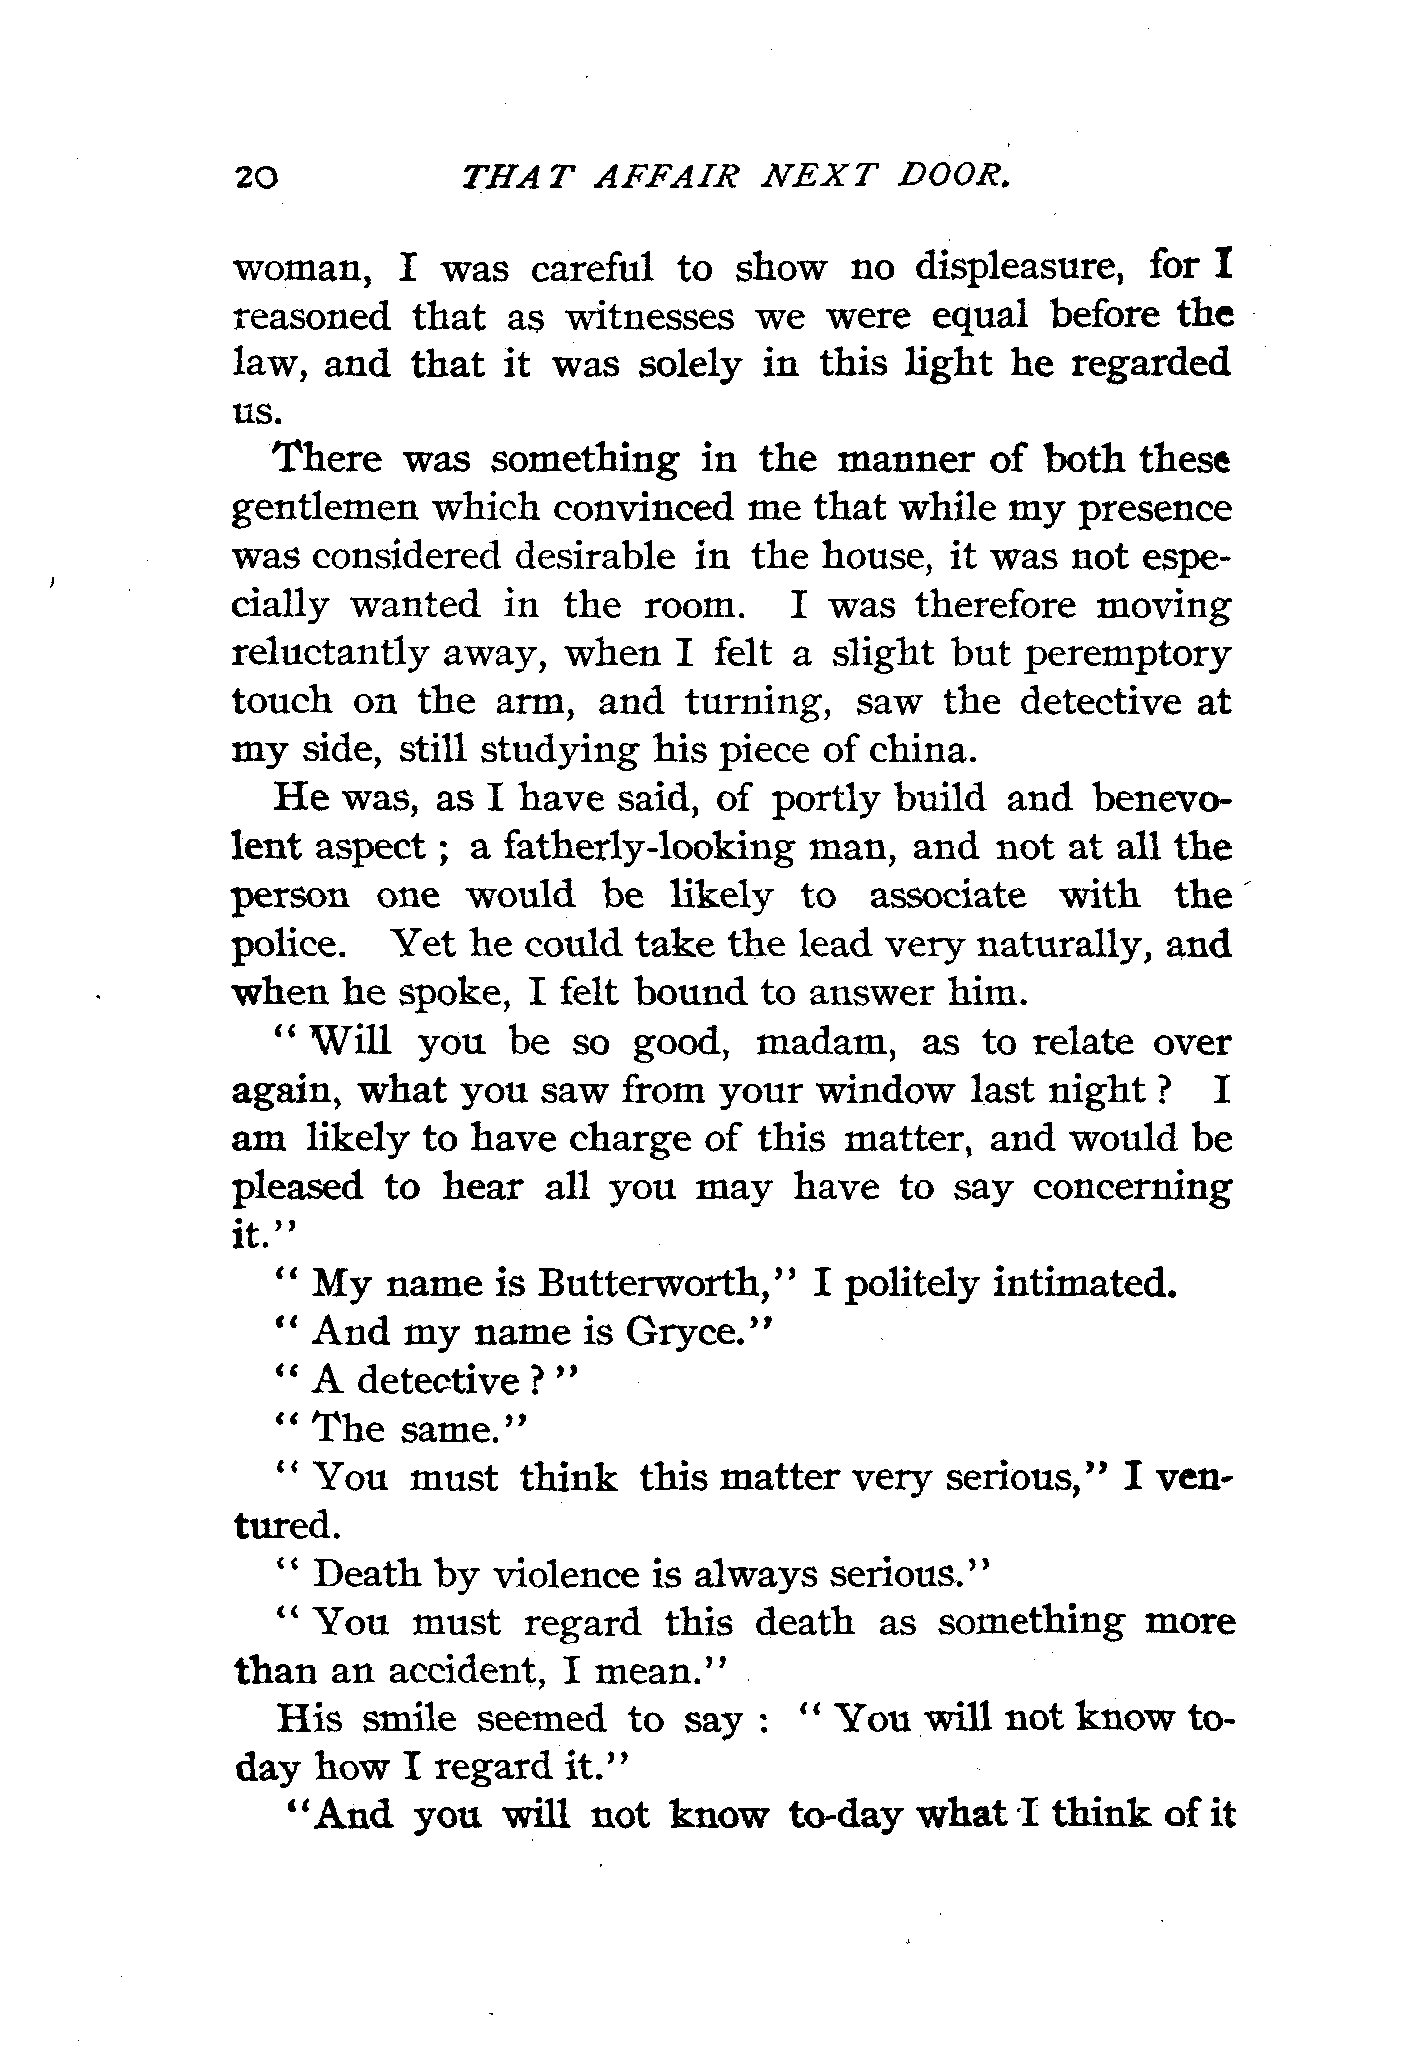 20 THAT AFFAIR NEXT DOOR.
woman, I was careful to show no displeasure, for I
reasoned that as witnesses we were equal before the
law, and that it was solely in this light he regarded
us.
There was something in the manner of both these
gentlemen which convinced me that while my presence
was considered desirable in the house, it was not espe-
cially wanted in the room. I was therefore moving
reluctantly away, when I felt a slight but peremptory
touch on the arm, and turning, saw the detective at
my side, still studying his piece of china.
He was, as I have said, of portly build and benevo-
lent aspect ; a fatherly-looking man, and not at all the
person one would be likely to associate with the
police. Yet he could take the lead very naturally, and
when he spoke, I felt bound to answer him.
" Will you be so good, madam, as to relate over
again, what you saw from your window last night ? I
am likely to have charge of this matter, and would be
pleased to hear all you may have to say concerning
it."
" My name is Butterworth," I politely intimated.
" And my name is Gryce."
" A detective ? "
" The same."
" You must think this matter very serious," I ven-
tured.
" Death by violence is always serious."
" You must regard this death as something more
than an accident, I mean."
His smile seemed to say : " You will not know to-
day how I regard it."
"And you will not know to-day what I think of it